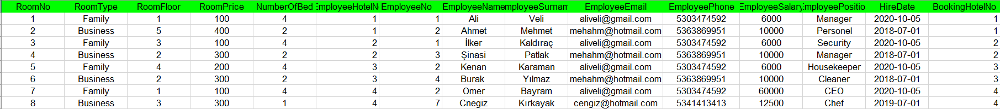 RoomNo RoomType RoomFloor RoomPrice NumberOfBed EmployeeHotelN EmployeeNo EmployeeName mployeeSurnam EmployeeEmail EmployeePhone EmployeeSalary mployeePositio HireDate BookingHotelNo
1 Family 1 100 4 1 1 Ali Veli aliveli@gmail.com 5303474592 6000 Manager 2020-10-05 1
2 Business 5 400 2 1 2 Ahmet Mehmet mehahm@hotmail.com 5363869951 10000 Personel 2018-07-01 1
3 Family 3 100 4 2 1 İlker Kaldıraç aliveli@gmail.com 5303474592 6000 Security 2020-10-05 2
4 Business 2 300 2 2 3 Şinasi Patlak mehahm@hotmail.com 5363869951 10000 Manager 2018-07-01 2
5 Family 4 200 4 3 2 Kenan Karaman aliveli@gmail.com 5303474592 6000 Housekeeper 2020-10-05 3
6 Business 2 300 2 3 4 Burak Yılmaz mehahm@hotmail.com 5363869951 10000 Cleaner 2018-07-01 3
7 Family 1 100 4 4 2 Omer Bayram aliveli@gmail.com 5303474592 60000 CEO 2020-10-05 4
8 Business 3 300 1 4 7 Cnegiz Kırkayak cengiz@hotmail.com 5341413413 12500 Chef 2019-07-01 4